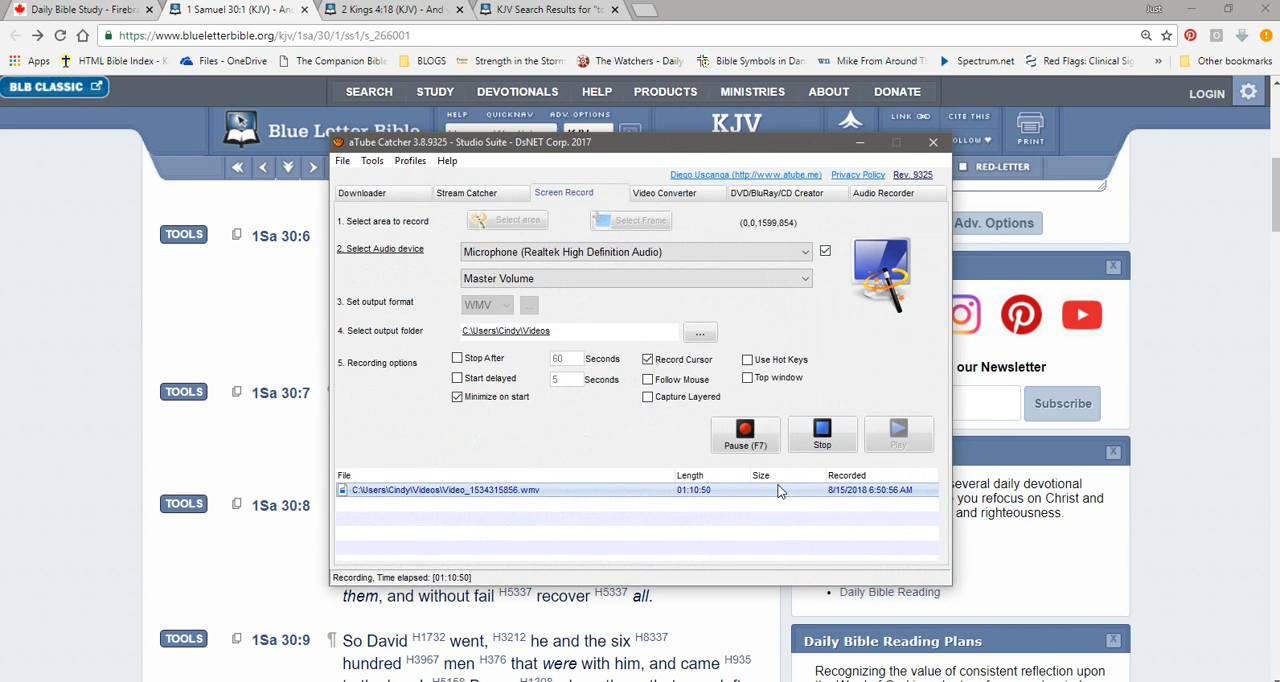 Daily Bible Study - Firebra
1 Samuel 30:1 (KJV) - And
2 Kings 4:18 (KJV) - And
KJV Search Results for "to
Just
https://www.blueletterbible.org/kjv/1sa/30/1/ss1/s_266001
Apps
HTML Bible Index - K
Files - OneDrive
The Companion Bible
BLOGS
Strength in the Storm
The Watchers - Daily
Bible Symbols in Dan
Mike From Around Th
Spectrum.net
Red Flags: Clinical Sig
»
Other bookmarks
BLB CLASSIC
SEARCH STUDY DEVOTIONALS HELP PRODUCTS MINISTRIES ABOUT DONATE
LOGIN
Blue Letter Bible
HELP QUICKNAV ADV. OPTIONS
KJV
LINK
CITE THIS
OLLOW
PRINT
RED-LETTER
Adv. Options
aTube Catcher 3.8.9325 - Studio Suite - DsNET Corp. 2017
File Tools Profiles Help
Diego Uscanga (http://www.atube.me) Privacy Policy Rev. 9325
Downloader Stream Catcher Screen Record Video Converter DVD/BluRay/CD Creator Audio Recorder
1. Select area to record Select area Select Frame (0,0,1599,854)
2. Select Audio device Microphone (Realtek High Definition Audio)
Master Volume
3. Set output format WMV ...
4. Select output folder C:\Users\Cindy\Videos ...
5. Recording options
Stop After 60 Seconds Record Cursor Use Hot Keys
Start delayed 5 Seconds Follow Mouse Top window
Minimize on start Capture Layered
Pause (F7) Stop Play
File Length Size Recorded
C:\Users\Cindy\Videos\Video_1534315856.wmv 01:10:50 8/15/2018 6:50:56 AM
Recording, Time elapsed: [01:10:50]
TOOLS 1Sa 30:6
TOOLS 1Sa 30:7
TOOLS 1Sa 30:8
them, and without fail H5337 recover H5337 all.
TOOLS 1Sa 30:9 ¶ So David H1732 went, H3212 he and the six H8337
hundred H3967 men H376 that were with him, and came H935
X
our Newsletter
Subscribe
X
several daily devotional
you refocus on Christ and
and righteousness.
Daily Bible Reading
Daily Bible Reading Plans X
Recognizing the value of consistent reflection upon